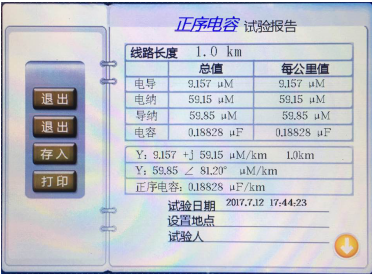 正序电容 试验报告
线路长度 1.0 km
总值 每公里值
电导 9.157 μM 9.157 μM
电纳 59.15 μM 59.15 μM
导纳 59.85 μM 59.85 μM
电容 0.18828 μF 0.18828 μF
Y: 9.157 +j 59.15 μM/km 1.0km
Y: 59.85 ∠ 81.20° μM/km
正序电容: 0.18828 μF/km
试验日期 2017.7.12 17:44:23
设置地点
试验人
退出
退出
存入
打印